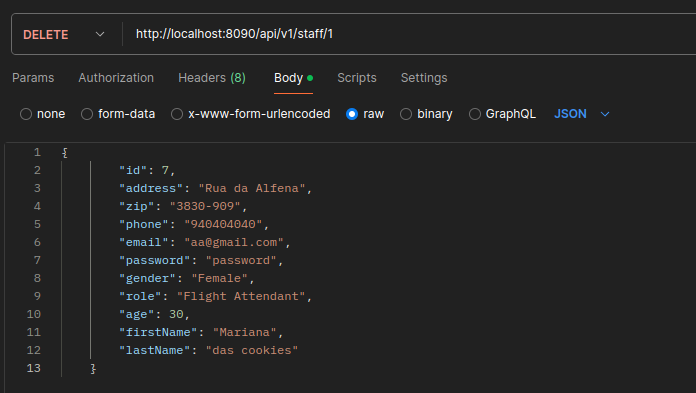 DELETE http://localhost:8090/api/v1/staff/1
Params Authorization Headers (8) Body Scripts Settings
none form-data x-www-form-urlencoded raw binary GraphQL JSON
1 {
2 "id": 7,
3 "address": "Rua da Alfena",
4 "zip": "3830-909",
5 "phone": "940404040",
6 "email": "aa@gmail.com",
7 "password": "password",
8 "gender": "Female",
9 "role": "Flight Attendant",
10 "age": 30,
11 "firstName": "Mariana",
12 "lastName": "das cookies"
13 }